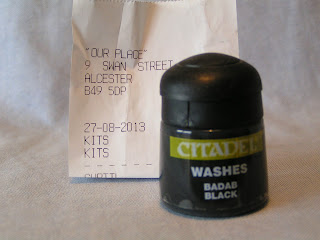 "OUR PLACE"
9 SWAN STREET
ALCESTER
B49 5DP
27-08-2013
KITS
KITS
CITADEL
WASHES
BADAB
BLACK